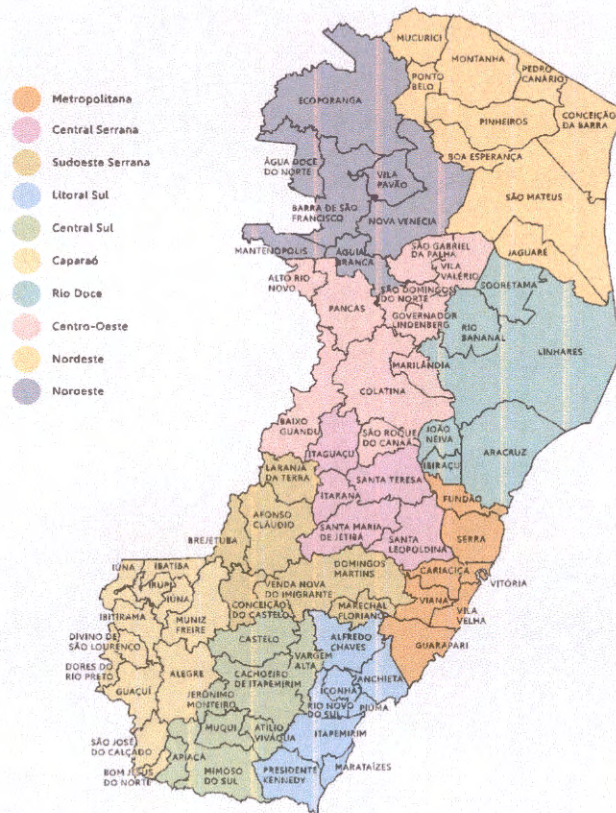 Metropolitana
Central Serrana
Sudoeste Serrana
Litoral Sul
Central Sul
Caparaó
Rio Doce
Centro-Oeste
Nordeste
Noroeste
MUCURICI
MONTANHA
PEDRO
CANÁRIO
PONTO
BELO
ECOPORANGA
PINHEIROS
CONCEIÇÃO
DA BARRA
BOA ESPERANÇA
ÁGUA DOCE
DO NORTE
VILA
PAVÃO
SÃO MATEUS
BARRA DE SÃO
FRANCISCO
NOVA VENÉCIA
MANTENÓPOLIS
ÁGUIA
BRANCA
SÃO GABRIEL
DA PALHA
JAGUARÉ
VILA
VALÉRIO
ALTO RIO
NOVO
SOORETAMA
SÃO DOMINGOS
DO NORTE
PANCAS
GOVERNADOR
LINDENBERG
RIO
BANANAL
LINHARES
MARILÂNDIA
COLATINA
BAIXO
GUANDU
SÃO ROQUE
DO CANAÃ
JOÃO
NEIVA
ARACRUZ
ITAGUAÇU
IBIRAÇU
LARANJA
DA TERRA
SANTA TERESA
ITARANA
FUNDÃO
AFONSO
CLÁUDIO
SANTA MARIA
DE JETIBÁ
SANTA
LEOPOLDINA
SERRA
BREJETUBA
DOMINGOS
MARTINS
CARIACICA
VITÓRIA
IÚNA
IBATIBA
IRUPI
IÚNA
VENDA NOVA
DO IMIGRANTE
VIANA
VILA
VELHA
IBITIRAMA
MUNIZ
FREIRE
CONCEIÇÃO
DO CASTELO
MARECHAL
FLORIANO
GUARAPARI
DIVINO DE
SÃO LOURENÇO
CASTELO
VARGEM
ALTA
ALFREDO
CHAVES
DORES DO
RIO PRETO
GUAÇUÍ
ALEGRE
CACHOEIRO
DE ITAPEMIRIM
ANCHIETA
JERÔNIMO
MONTEIRO
ICONHA
RIO NOVO
DO SUL
PIÚMA
MUQUI
ATÍLIO
VIVÁQUA
ITAPEMIRIM
SÃO JOSÉ
DO CALÇADO
APIACÁ
BOM JESUS
DO NORTE
MIMOSO
DO SUL
PRESIDENTE
KENNEDY
MARATAÍZES